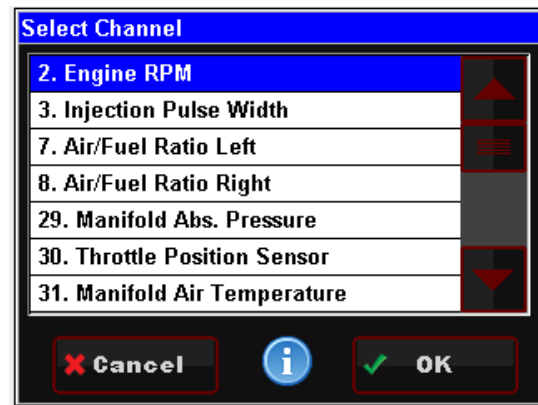 Select Channel
2. Engine RPM
3. Injection Pulse Width
7. Air/Fuel Ratio Left
8. Air/Fuel Ratio Right
29. Manifold Abs. Pressure
30. Throttle Position Sensor
31. Manifold Air Temperature
Cancel
i
OK